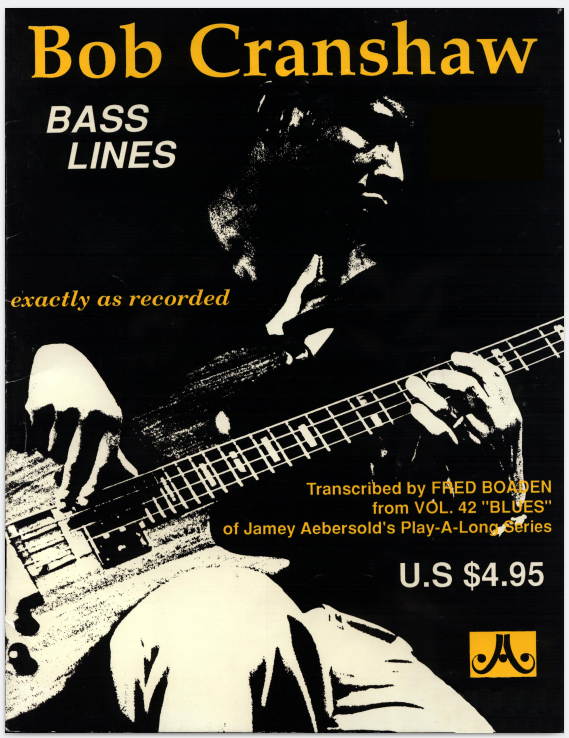 Bob Cranshaw
BASS
LINES
exactly as recorded
Transcribed by FRED BOADEN
from VOL. 42 "BLUES"
of Jamey Aebersold's Play-A-Long Series
U.S $4.95
JA